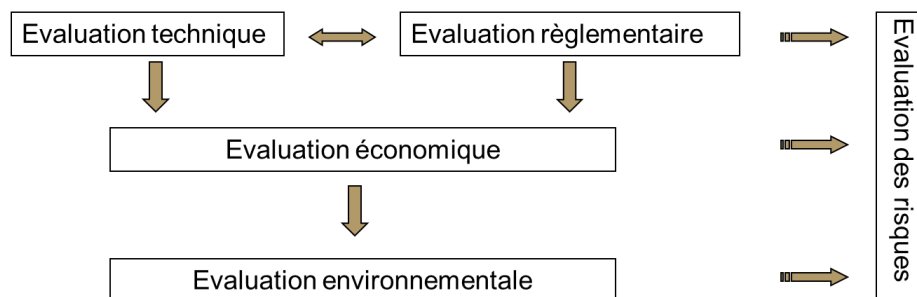 Evaluation technique
Evaluation règlementaire
Evaluation économique
Evaluation environnementale
Evaluation des risques